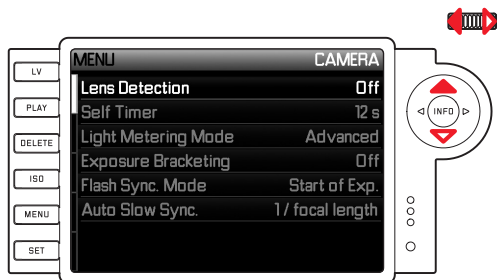 MENU CAMERA
Lens Detection Off
Self Timer 12 s
Light Metering Mode Advanced
Exposure Bracketing Off
Flash Sync. Mode Start of Exp.
Auto Slow Sync. 1 / focal length
LV
PLAY
DELETE
ISO
MENU
SET
INFO